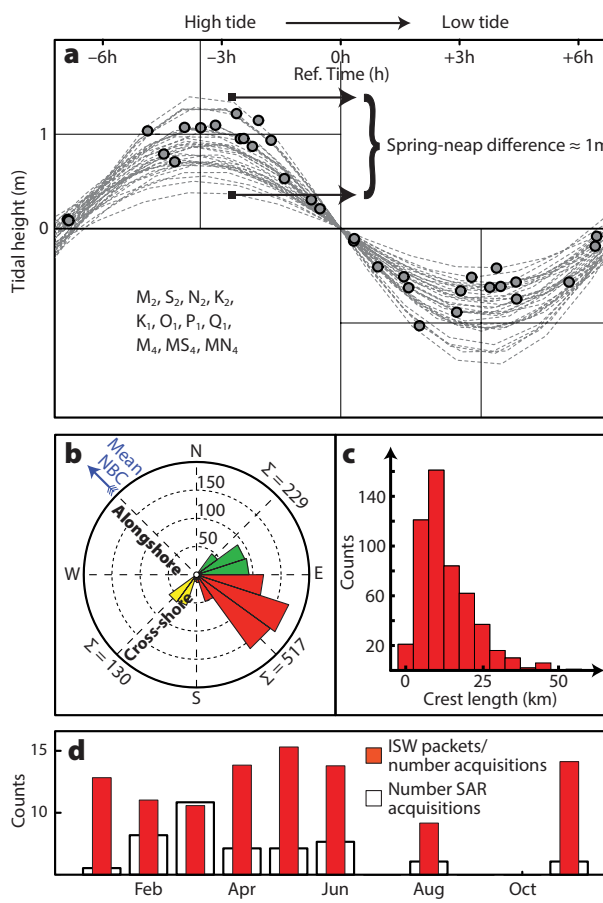 High tide Low tide
a
−6h −3h 0h +3h +6h
Ref. Time (h)
Tidal height (m)
1
0
Spring-neap difference ≈ 1m
M2, S2, N2, K2,
K1, O1, P1, Q1,
M4, MS4, MN4
b
Mean
NBC
N
Σ = 229
150
100
50
Alongshore
W
E
Cross-shore
Σ = 130
Σ = 517
S
c
Counts
140
100
60
20
0 25 50
Crest length (km)
d
Counts
15
10
ISW packets/
number acquisitions
Number SAR
acquisitions
Feb Apr Jun Aug Oct